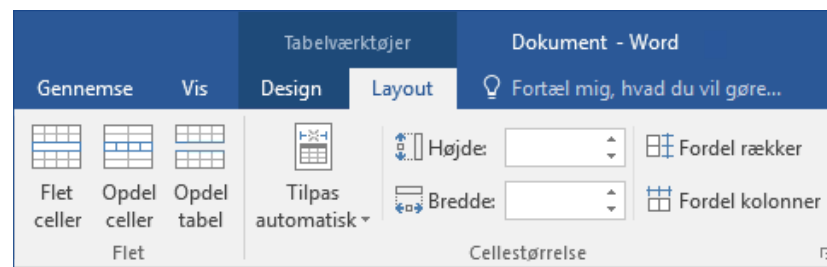 Tabelværktøjer
Dokument - Word
Gennemse Vis Design Layout Fortæl mig, hvad du vil gøre...
Flet celler
Opdel celler
Opdel tabel
Tilpas automatisk
Højde:
Bredde:
Fordel rækker
Fordel kolonner
Flet
Cellestørrelse